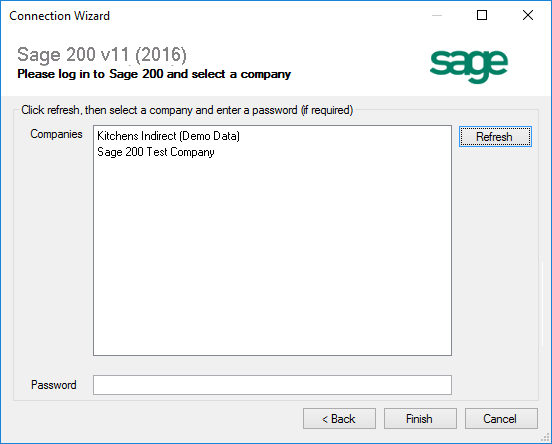 Connection Wizard
Sage 200 v11 (2016)
Please log in to Sage 200 and select a company
sage
Click refresh, then select a company and enter a password (if required)
Companies
Kitchens Indirect (Demo Data)
Sage 200 Test Company
Refresh
Password
< Back
Finish
Cancel